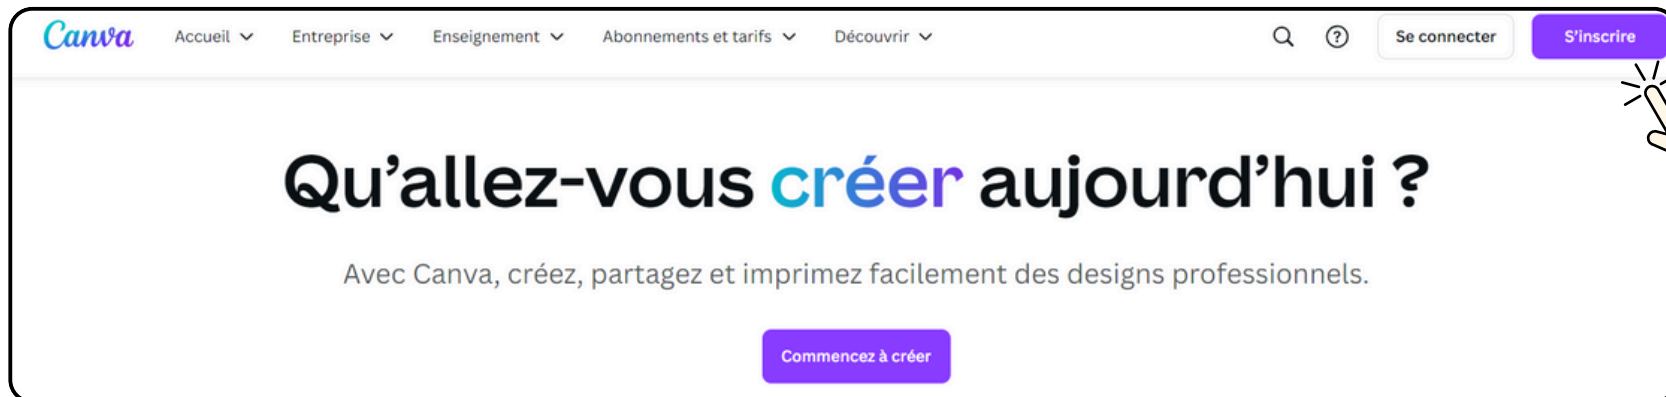 Canva Accueil Entreprise Enseignement Abonnements et tarifs Découvrir ? Se connecter S'inscrire
Qu'allez-vous créer aujourd'hui ?
Avec Canva, créez, partagez et imprimez facilement des designs professionnels.
Commencez à créer